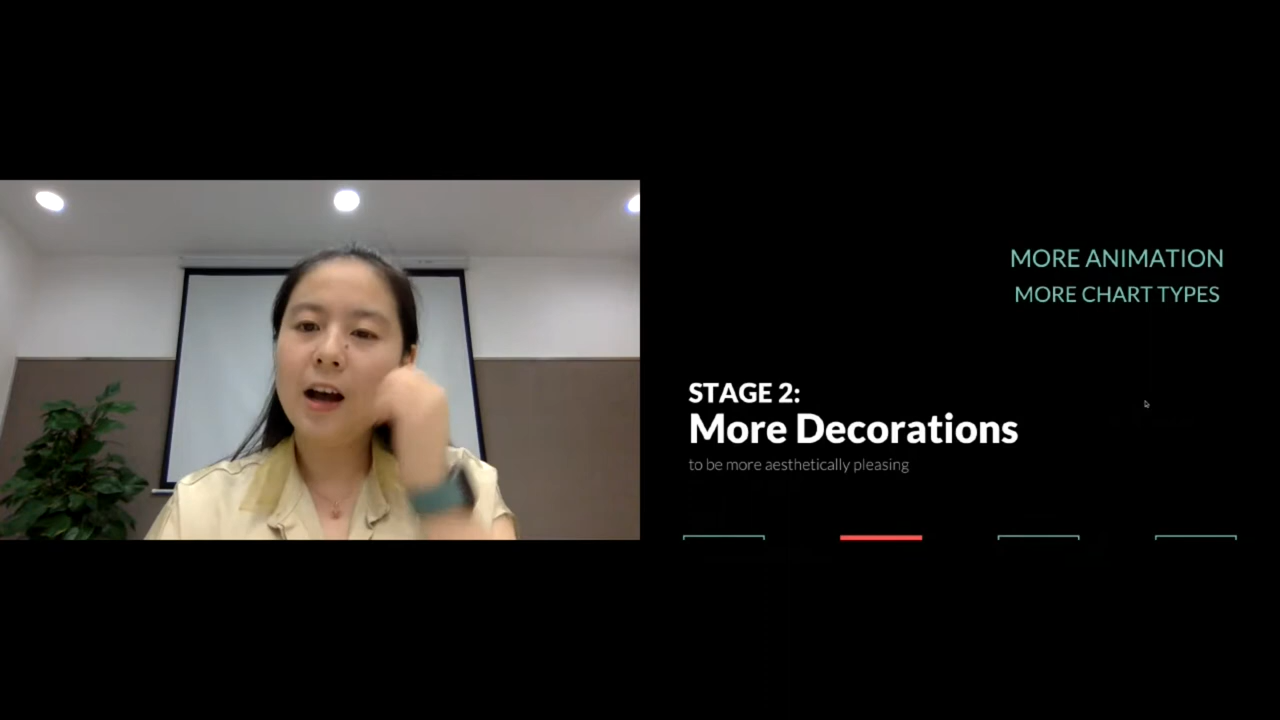 MORE ANIMATION
MORE CHART TYPES
STAGE 2:
More Decorations
to be more aesthetically pleasing